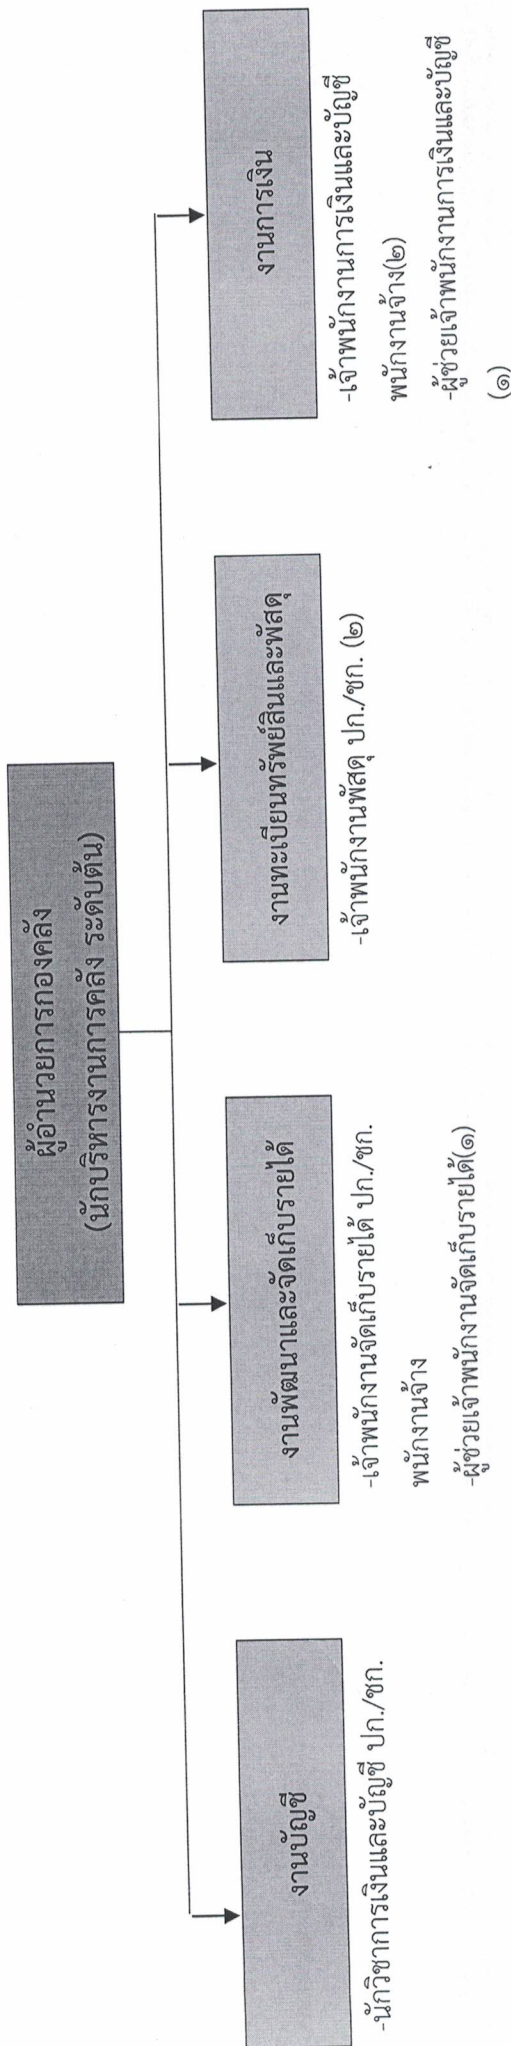 ผู้อำนวยการกองคลัง
(นักบริหารงานการคลัง ระดับต้น)
งานบัญชี
-นักวิชาการเงินและบัญชี ปก./ชก.
งานพัฒนาและจัดเก็บรายได้
-เจ้าพนักงานจัดเก็บรายได้ ปก./ชก.
พนักงานจ้าง
-ผู้ช่วยเจ้าพนักงานจัดเก็บรายได้(๑)
งานทะเบียนทรัพย์สินและพัสดุ
-เจ้าพนักงานพัสดุ ปก./ชก. (๒)
งานการเงิน
-เจ้าพนักงานการเงินและบัญชี
พนักงานจ้าง(๒)
-ผู้ช่วยเจ้าพนักงานการเงินและบัญชี
(๑)